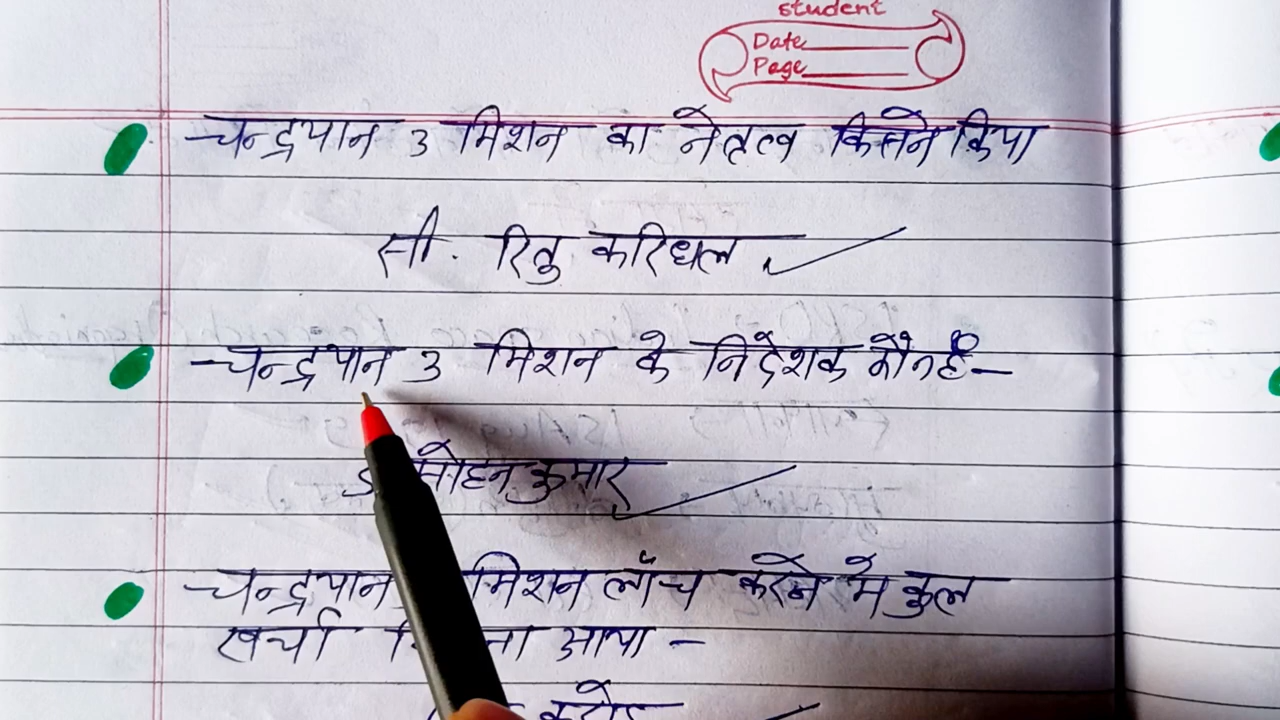 student
Date
Page
चन्द्रयान 3 मिशन का नेतृत्व किसने किया
सी. रितु करिधल
-चन्द्रयान 3 मिशन के निर्देशक कौन है-
मोहन कुमार
चन्द्रयान मिशन लॉंच करने मे कुल
खर्चा आया -
करोड़